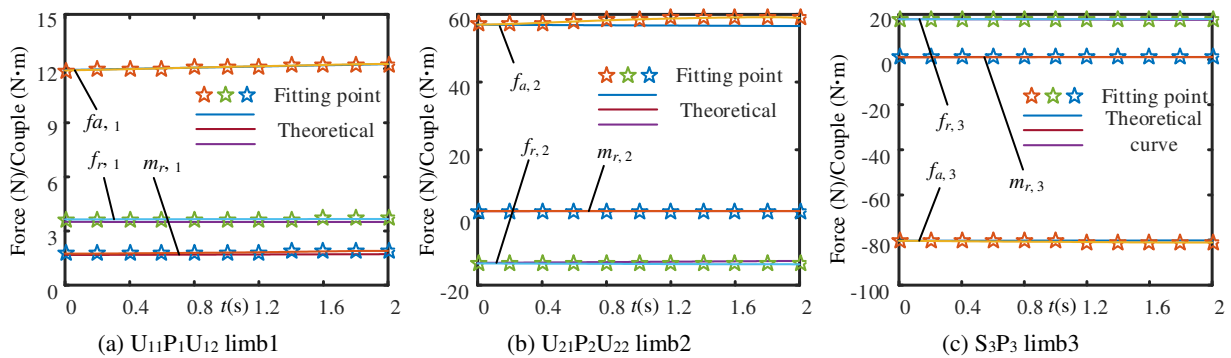 Force (N)/Couple (N·m)
15
12
9
6
3
0
fa, 1
fr, 1
mr, 1
Fitting point
Theoretical
0
0.4
0.8
1.2
1.6
2
t(s)
(a) U11P1U12 limb1
Force (N)/Couple (N·m)
60
40
20
0
-20
fa, 2
fr, 2
mr, 2
Fitting point
Theoretical
0
0.4
0.8
1.2
1.6
2
t(s)
(b) U21P2U22 limb2
Force (N)/Couple (N·m)
20
0
-20
-40
-60
-80
-100
fr, 3
fa, 3
mr, 3
Fitting point
Theoretical
curve
0
0.4
0.8
1.2
1.6
2
t(s)
(c) S3P3 limb3